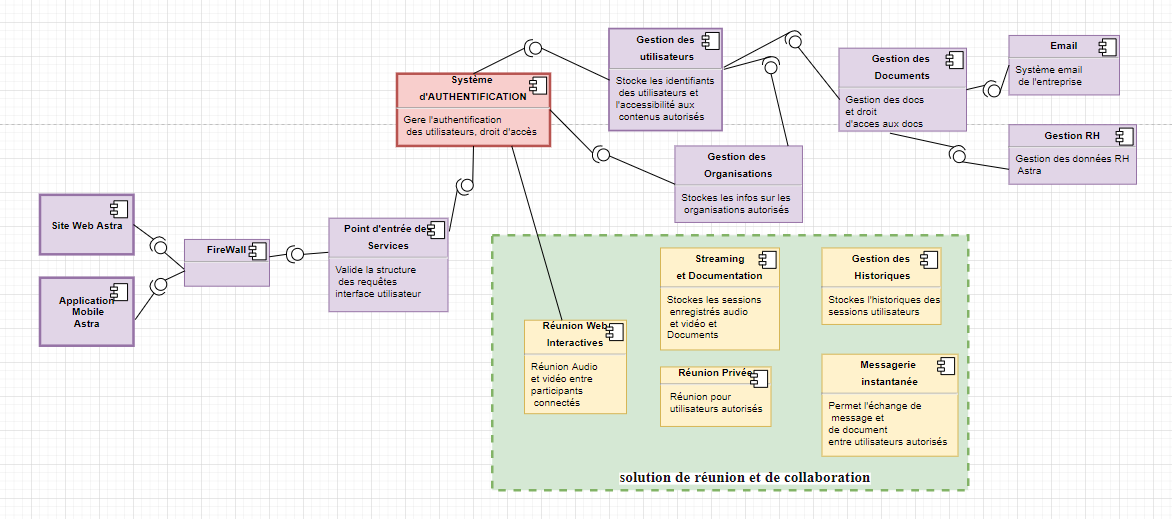 Gestion des
utilisateurs
Stocke les identifiants
des utilisateurs et
l'accessibilité aux
contenus autorisés
Système
d'AUTHENTIFICATION
Gere l'authentification
des utilisateurs, droit d'accès
Gestion des
Documents
Gestion des docs
et droit
d'acces aux docs
Email
Système email
de l'entreprise
Gestion RH
Gestion des données RH
Astra
Gestion des
Organisations
Stockes les infos sur les
organisations autorisés
Site Web Astra
Application
Mobile
Astra
FireWall
Point d'entrée des
Services
Valide la structure
des requêtes
interface utilisateur
Streaming
et Documentation
Stockes les sessions
enregistrés audio
et vidéo et
Documents
Gestion des
Historiques
Stockes l'historiques des
sessions utilisateurs
Réunion Web
Interactives
Réunion Audio
et vidéo entre
participants
connectés
Réunion Privée
Réunion pour
utilisateurs autorisés
Messagerie
instantanée
Permet l'échange de
message et
de document
entre utilisateurs autorisés
solution de réunion et de collaboration